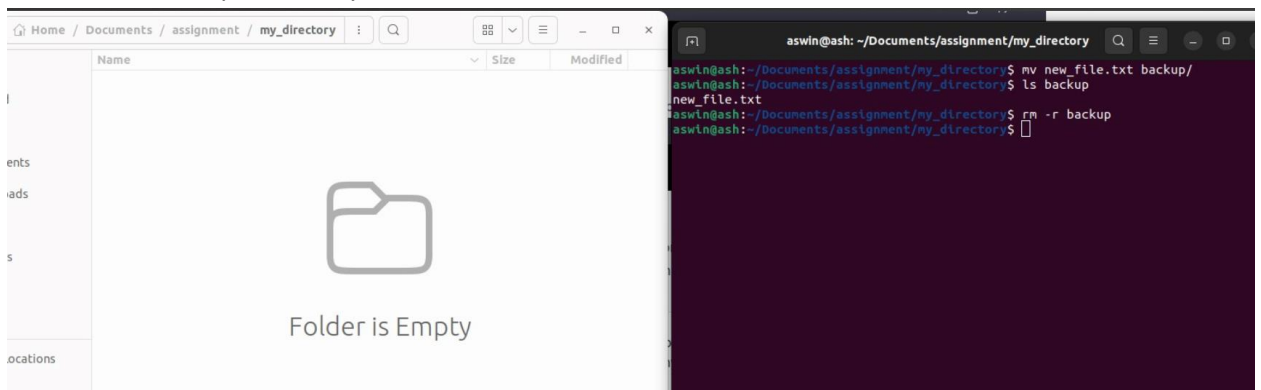 Home / Documents / assignment / my_directory
Name Size Modified
ents
ads
s
ocations
Folder is Empty
aswin@ash: ~/Documents/assignment/my_directory
aswin@ash:~/Documents/assignment/my_directory$ mv new_file.txt backup/
aswin@ash:~/Documents/assignment/my_directory$ ls backup
new_file.txt
aswin@ash:~/Documents/assignment/my_directory$ rm -r backup
aswin@ash:~/Documents/assignment/my_directory$